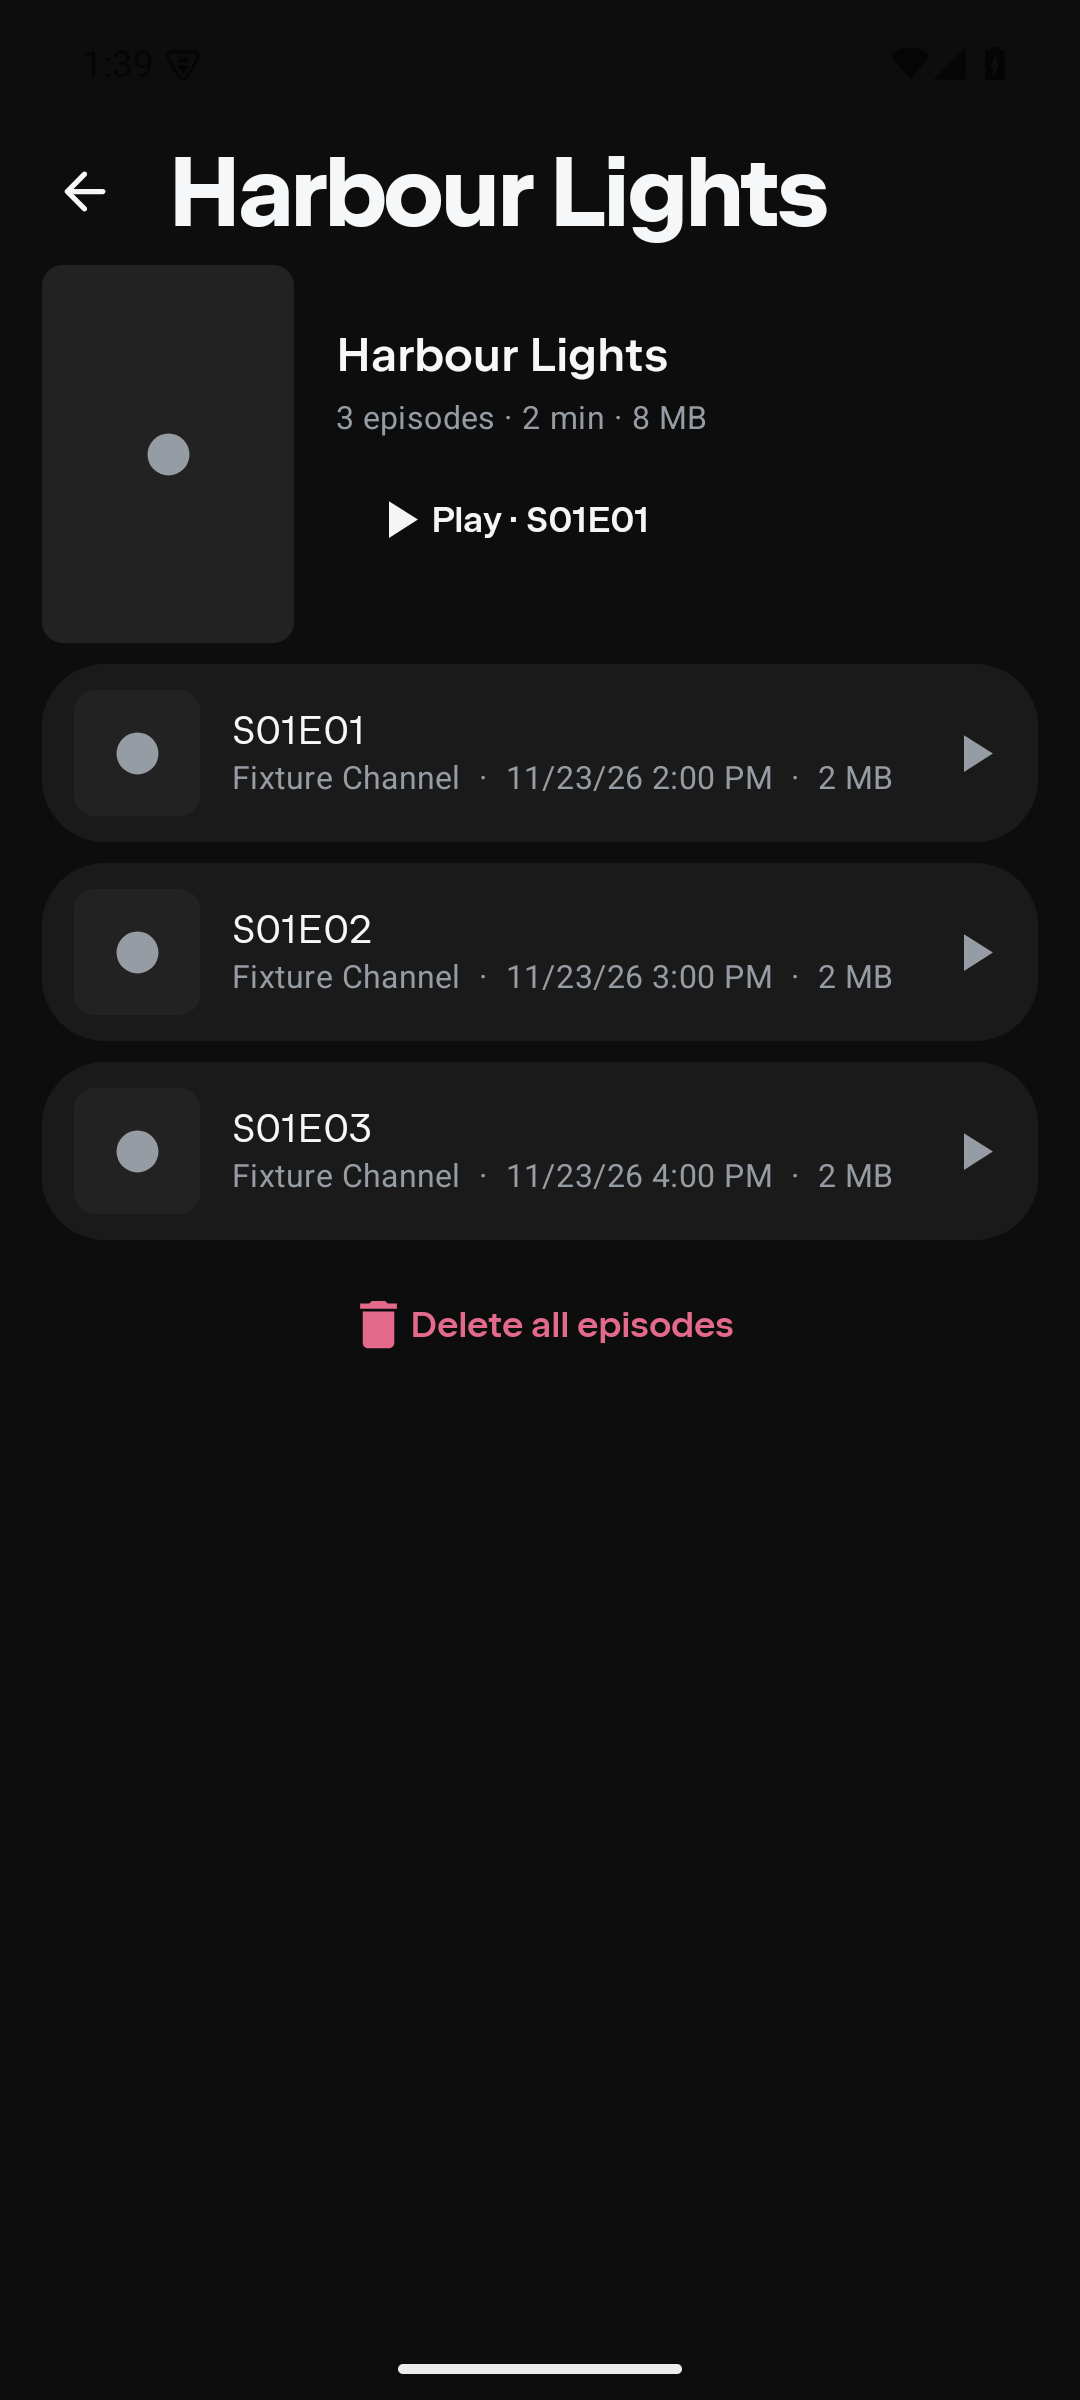 1:39
Harbour Lights
Harbour Lights
3 episodes · 2 min · 8 MB
Play · S01E01
S01E01
Fixture Channel · 11/23/26 2:00 PM · 2 MB
S01E02
Fixture Channel · 11/23/26 3:00 PM · 2 MB
S01E03
Fixture Channel · 11/23/26 4:00 PM · 2 MB
Delete all episodes